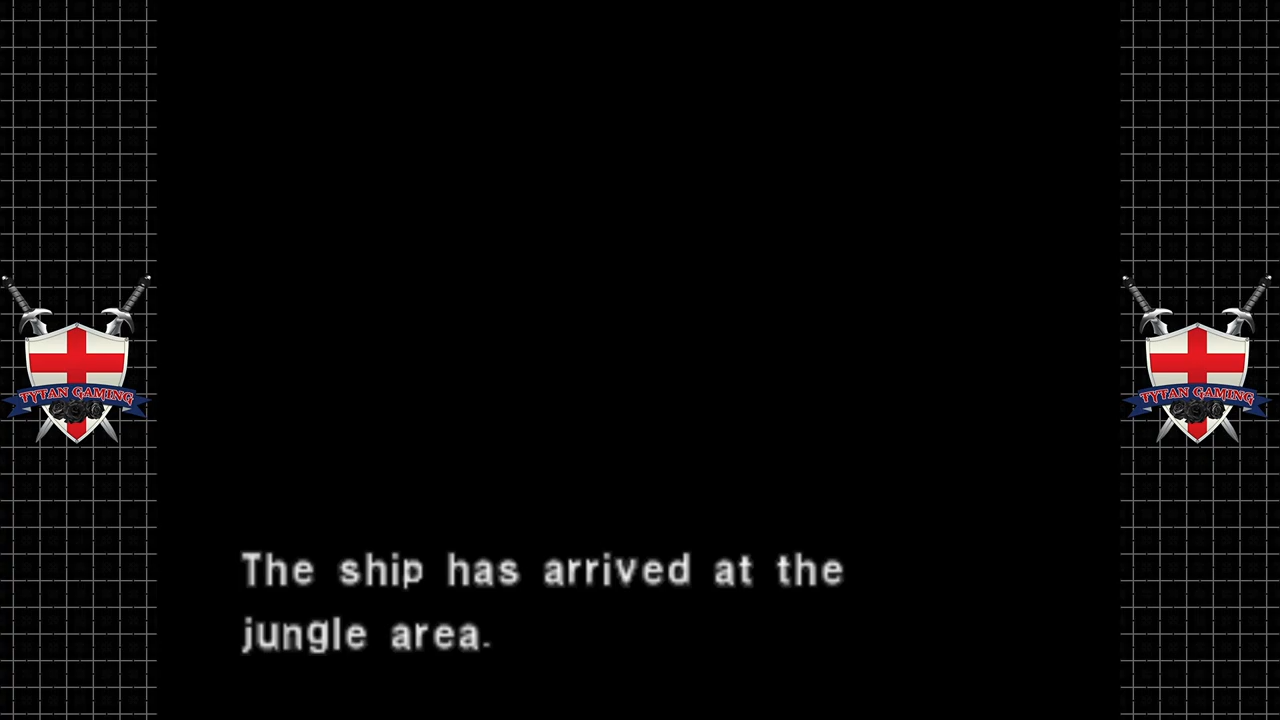 TYTAN GAMING
TYTAN GAMING
The ship has arrived at the
jungle area.